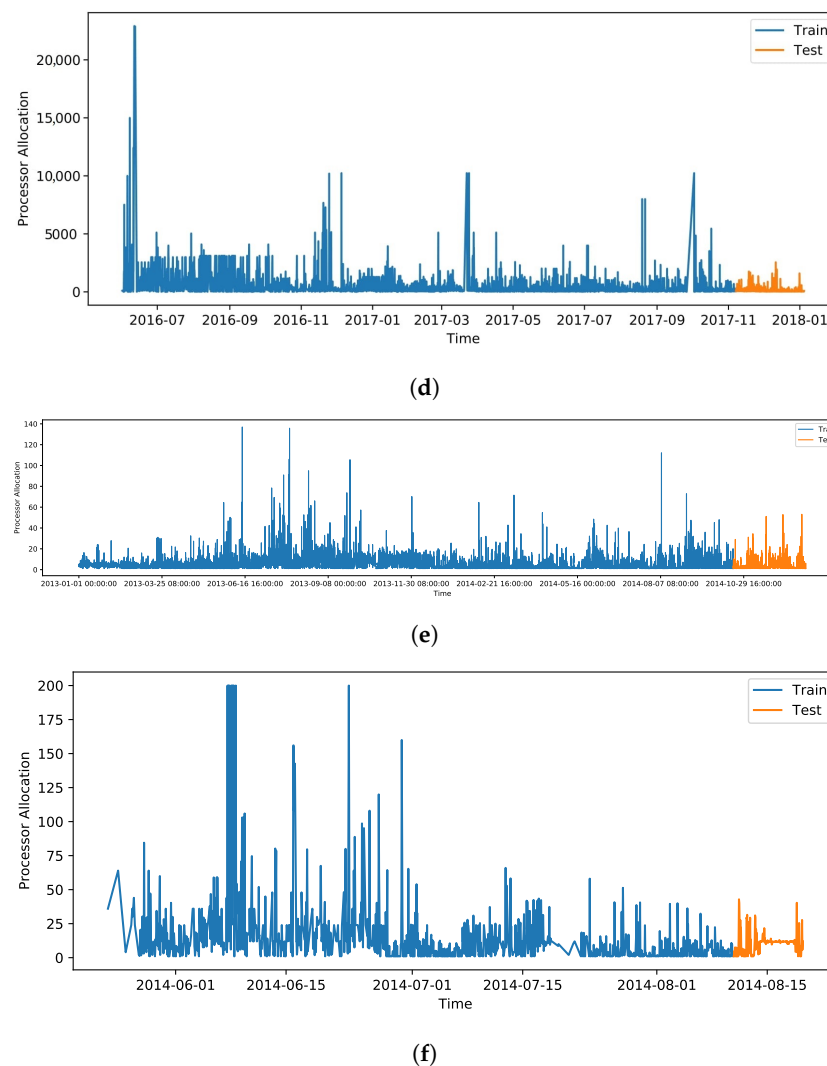 Train
Test
20,000
15,000
10,000
5000
0
Processor Allocation
2016-07 2016-09 2016-11 2017-01 2017-03 2017-05 2017-07 2017-09 2017-11 2018-01
Time
(d)
Tra
Te
140
120
100
80
60
40
20
0
Processor Allocation
2013-01-01 00:00:00 2013-03-25 08:00:00 2013-06-16 16:00:00 2013-09-08 00:00:00 2013-11-30 08:00:00 2014-02-21 16:00:00 2014-05-16 00:00:00 2014-08-07 08:00:00 2014-10-29 16:00:00
Time
(e)
Train
Test
200
175
150
125
100
75
50
25
0
Processor Allocation
2014-06-01 2014-06-15 2014-07-01 2014-07-15 2014-08-01 2014-08-15
Time
(f)